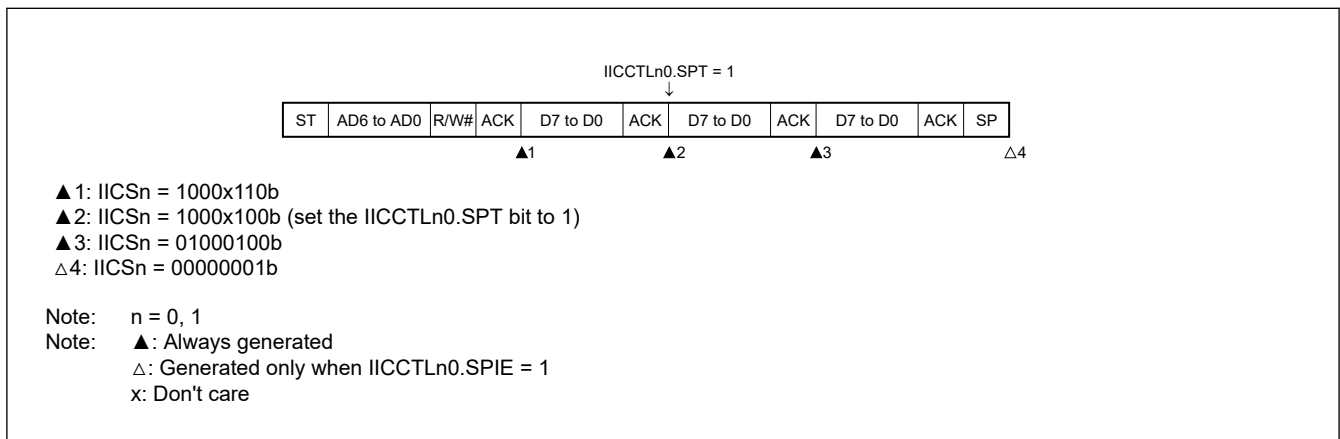 IICCTLn0.SPT = 1
↓
ST AD6 to AD0 R/W# ACK D7 to D0 ACK D7 to D0 ACK D7 to D0 ACK SP
▲1 ▲2 ▲3 △4
▲1: IICSn = 1000x110b
▲2: IICSn = 1000x100b (set the IICCTLn0.SPT bit to 1)
▲3: IICSn = 01000100b
△4: IICSn = 00000001b
Note: n = 0, 1
Note: ▲: Always generated
△: Generated only when IICCTLn0.SPIE = 1
x: Don't care